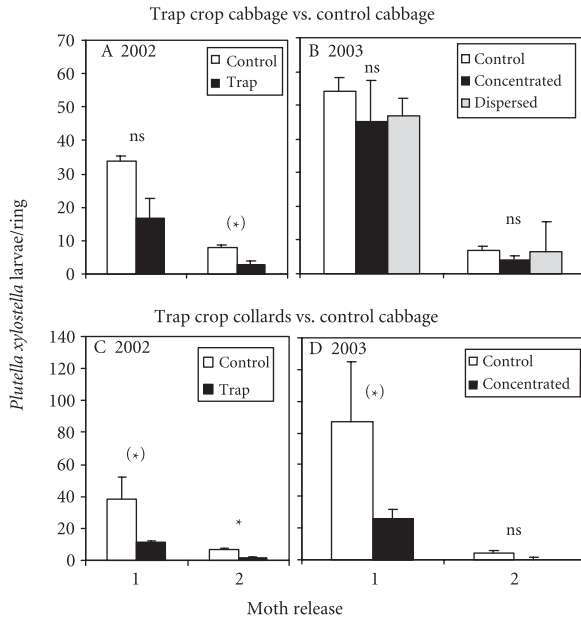 Trap crop cabbage vs. control cabbage
A 2002
Control
Trap
B 2003
Control
Concentrated
Dispersed
70
60
50
40
30
20
10
0
ns
(*)
ns
ns
Plutella xylostella larvae/ring
Trap crop collards vs. control cabbage
C 2002
Control
Trap
D 2003
Control
Concentrated
140
120
100
80
60
40
20
0
(*)
*
(*)
ns
1
2
1
2
Moth release